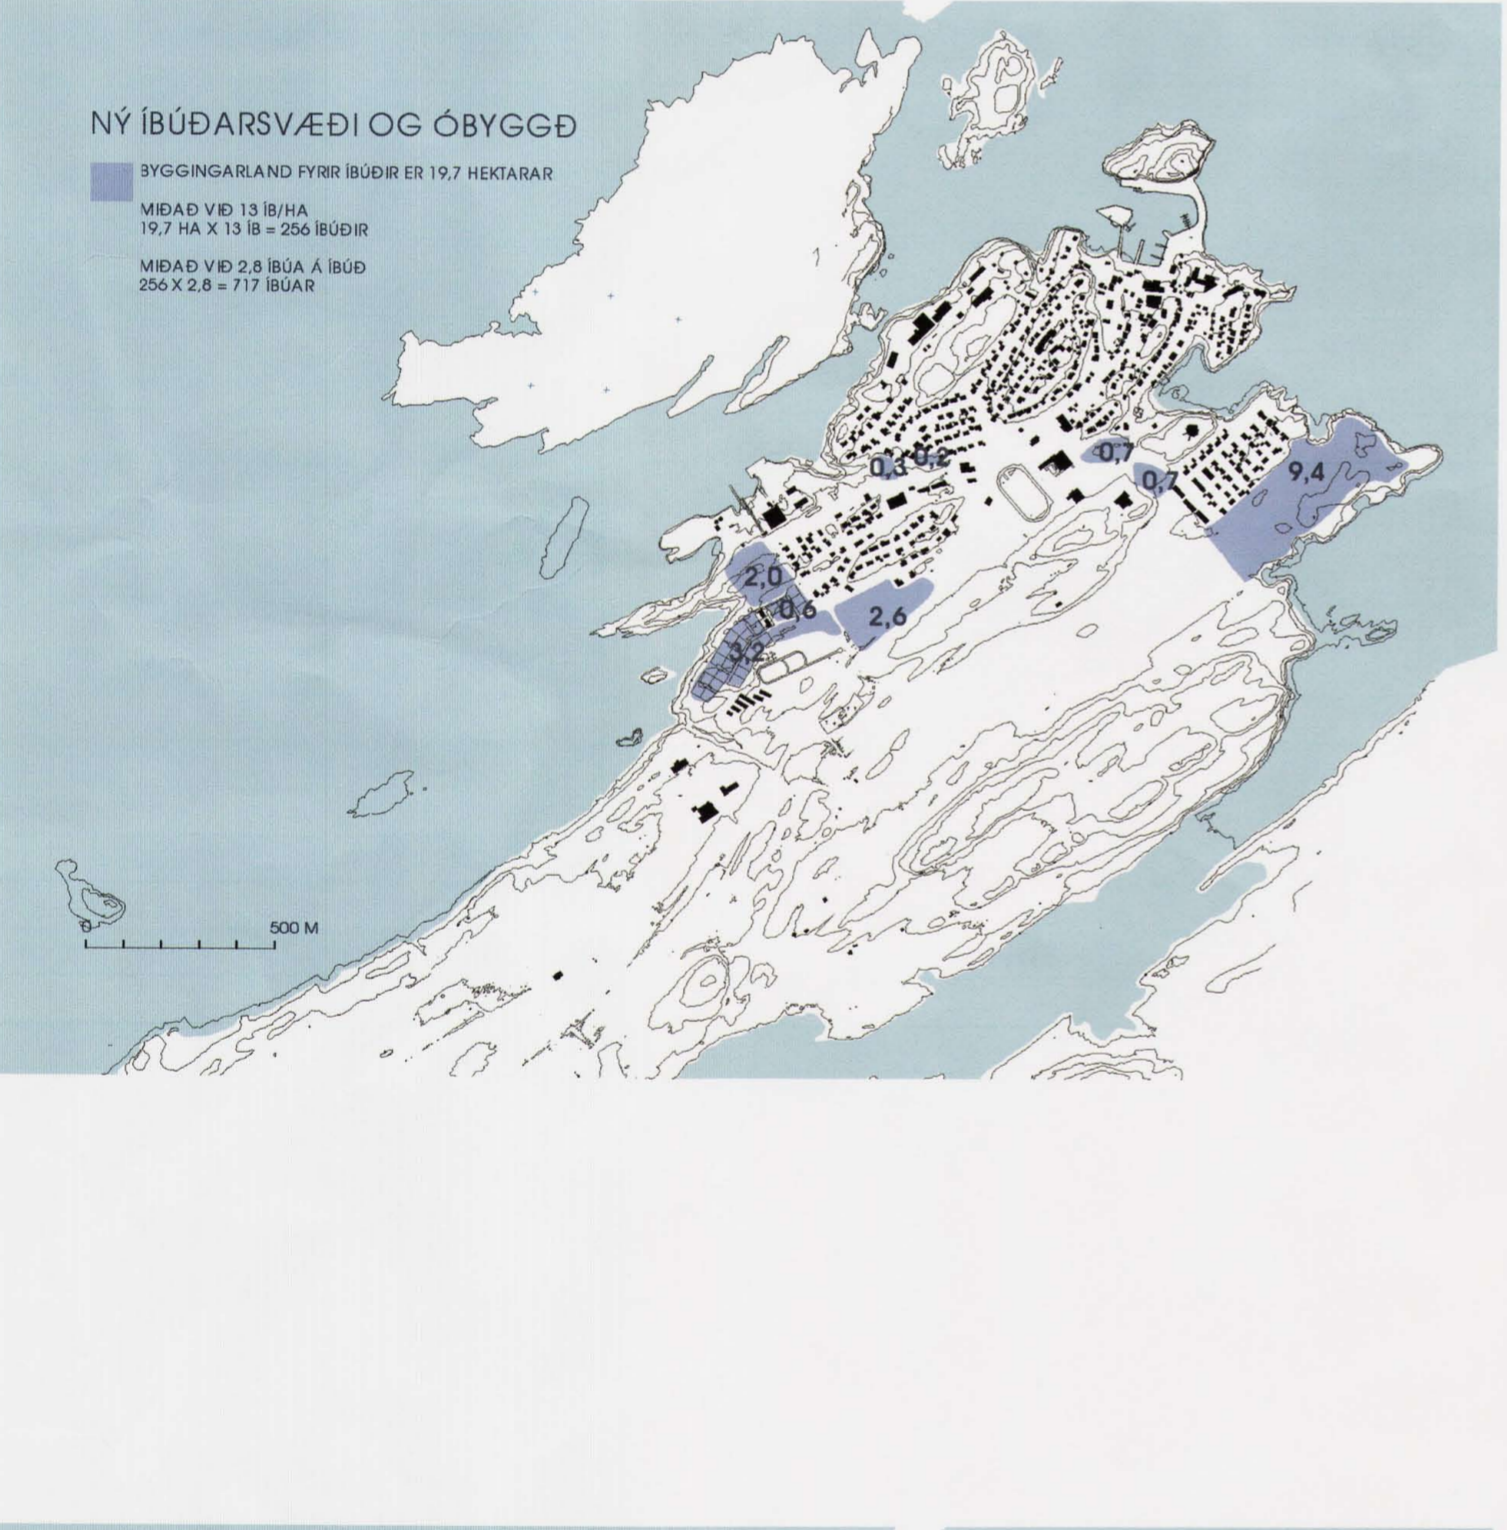 NÝ ÍBÚÐARSVÆÐI OG ÓBYGGÐ
BYGGINGARLAND FYRIR ÍBÚÐIR ER 19,7 HEKTARAR
MIÐAÐ VIÐ 13 ÍB/HA
19,7 HA X 13 ÍB = 256 ÍBÚÐIR
MIÐAÐ VIÐ 2,8 ÍBÚA Á ÍBÚÐ
256 X 2,8 = 717 ÍBÚAR
0,3
0,2
0,7
0,7
9,4
2,0
0,6
2,6
3,2
0
500 M